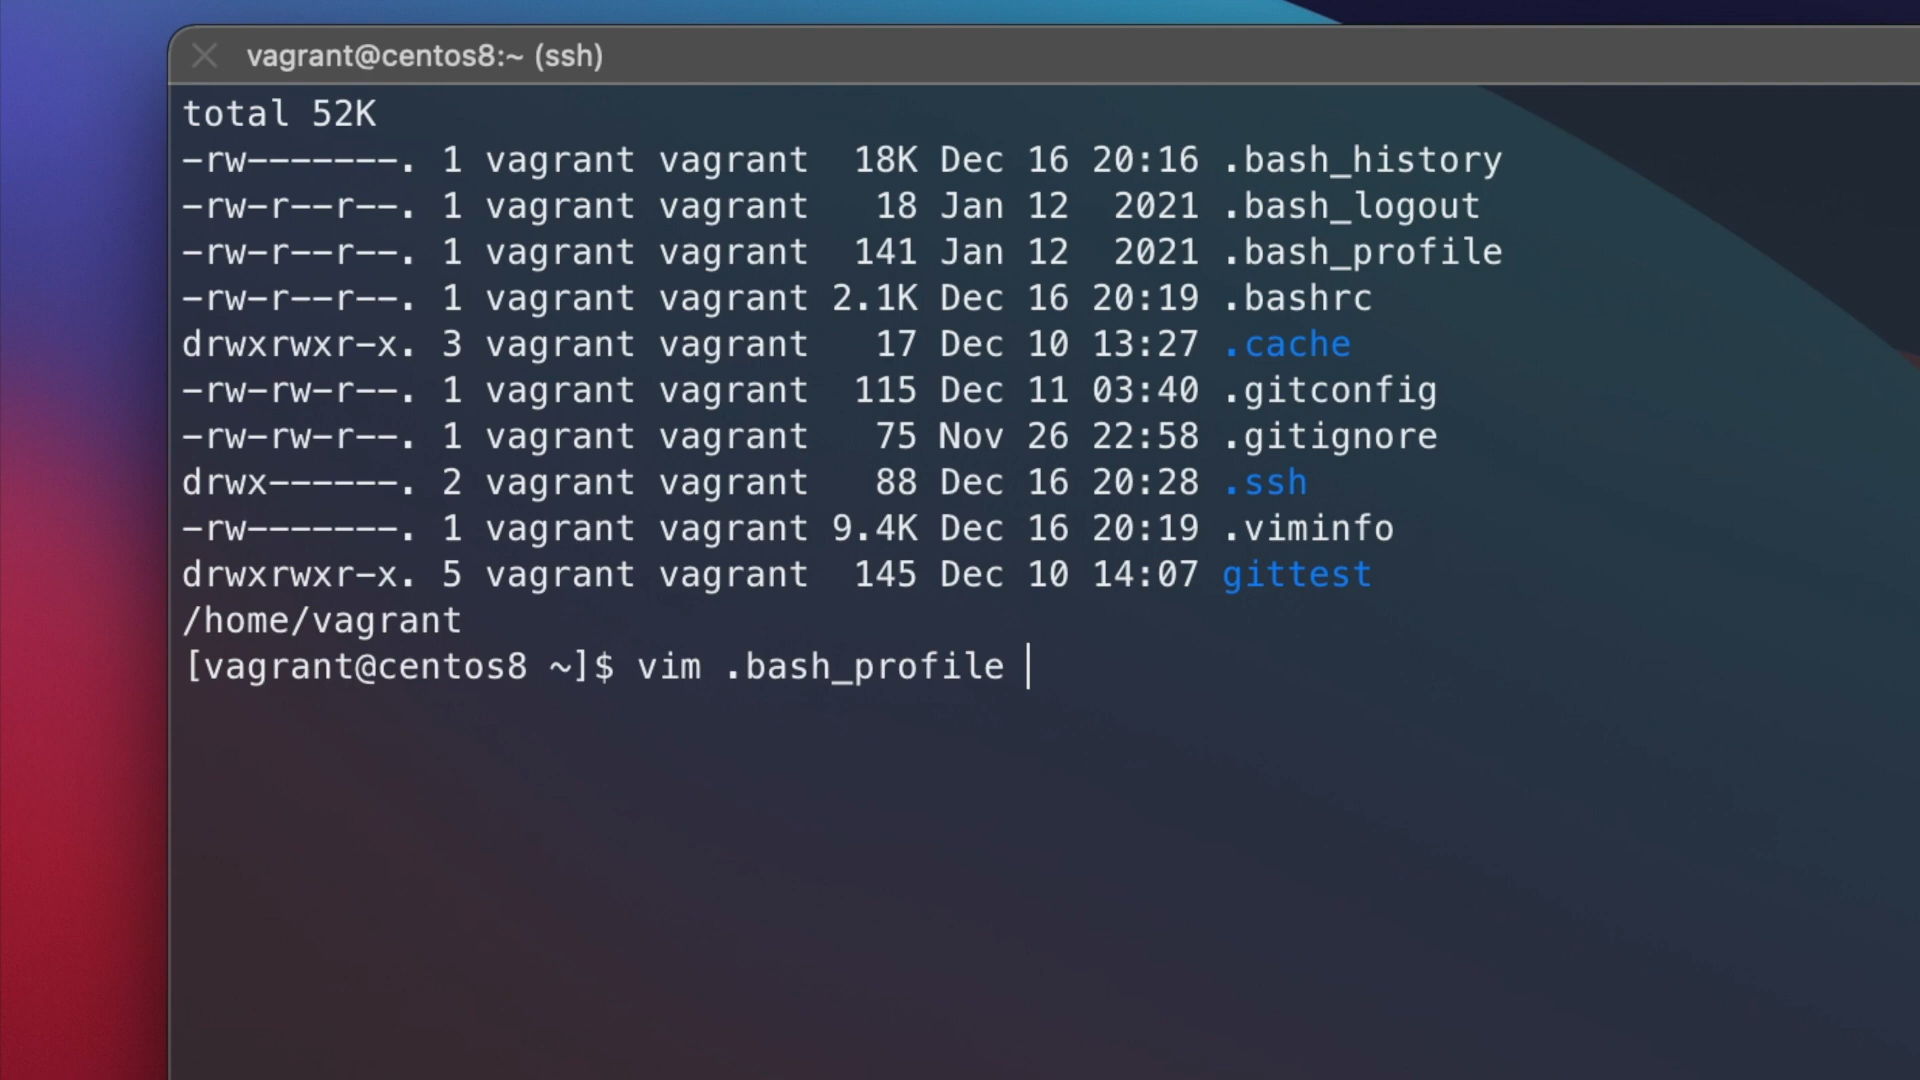 vagrant@centos8:~ (ssh)
total 52K
-rw-------. 1 vagrant vagrant  18K Dec 16 20:16 .bash_history
-rw-r--r--. 1 vagrant vagrant   18 Jan 12  2021 .bash_logout
-rw-r--r--. 1 vagrant vagrant  141 Jan 12  2021 .bash_profile
-rw-r--r--. 1 vagrant vagrant 2.1K Dec 16 20:19 .bashrc
drwxrwxr-x. 3 vagrant vagrant   17 Dec 10 13:27 .cache
-rw-rw-r--. 1 vagrant vagrant  115 Dec 11 03:40 .gitconfig
-rw-rw-r--. 1 vagrant vagrant   75 Nov 26 22:58 .gitignore
drwx------. 2 vagrant vagrant   88 Dec 16 20:28 .ssh
-rw-------. 1 vagrant vagrant 9.4K Dec 16 20:19 .viminfo
drwxrwxr-x. 5 vagrant vagrant  145 Dec 10 14:07 gittest
/home/vagrant
[vagrant@centos8 ~]$ vim .bash_profile